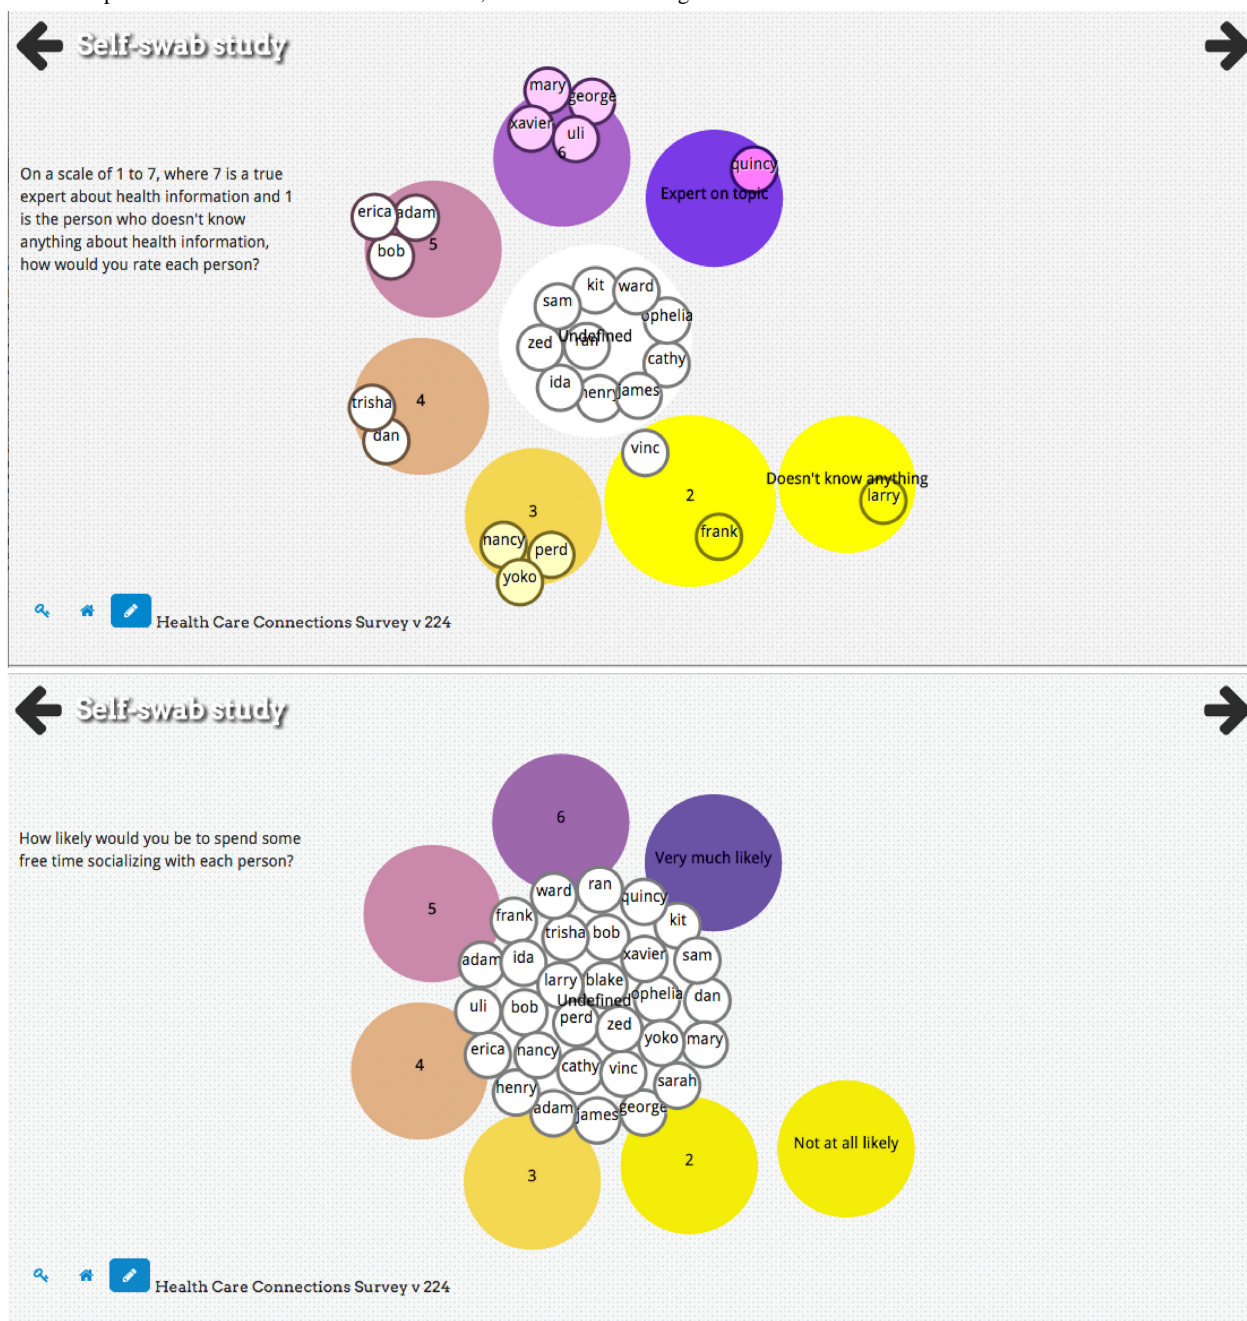 Self-swab study
On a scale of 1 to 7, where 7 is a true
expert about health information and 1
is the person who doesn't know
anything about health information,
how would you rate each person?
mary
george
xavier
uli
6
quincy
Expert on topic
erica
adam
5
bob
kit
ward
sam
ophelia
Undefined
zed
ran
cathy
ida
henry
james
trisha
4
dan
vinc
2
Doesn't know anything
larry
3
nancy
perd
frank
yoko
Health Care Connections Survey v 224
Self-swab study
How likely would you be to spend some
free time socializing with each person?
6
Very much likely
5
ward
ran
quincy
frank
kit
trisha
bob
adam
ida
xavier
sam
larry
blake
ophelia
dan
Undefined
uli
bob
perd
zed
yoko
mary
erica
nancy
4
cathy
vinc
sarah
henry
adam
james
george
Not at all likely
2
3
Health Care Connections Survey v 224